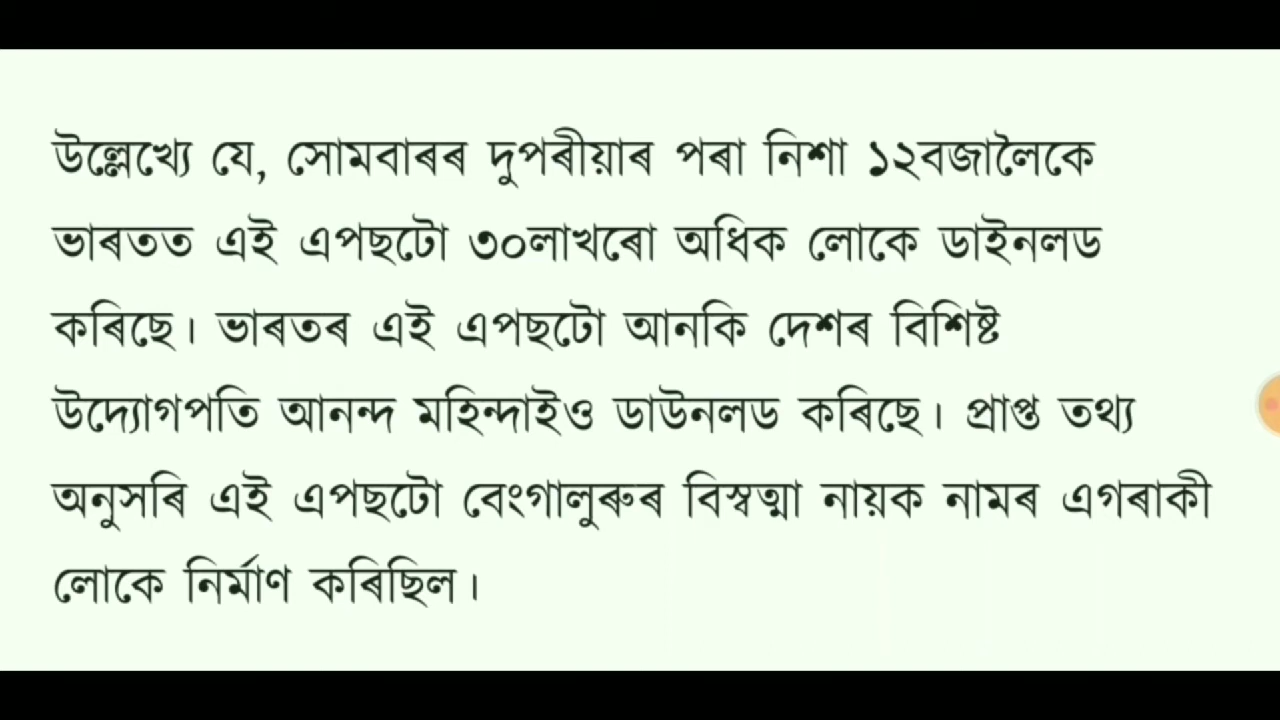 উল্লেখ্যে যে, সোমবাৰৰ দুপৰীয়াৰ পৰা নিশা ১২বজালৈকে
ভাৰতত এই এপছটো ৩০লাখৰো অধিক লোকে ডাইনলড
কৰিছে। ভাৰতৰ এই এপছটো আনকি দেশৰ বিশিষ্ট
উদ্যোগপতি আনন্দ মহিন্দাইও ডাউনলড কৰিছে। প্ৰাপ্ত তথ্য
অনুসৰি এই এপছটো বেংগালুৰুৰ বিস্বত্মা নায়ক নামৰ এগৰাকী
লোকে নিৰ্মাণ কৰিছিল।